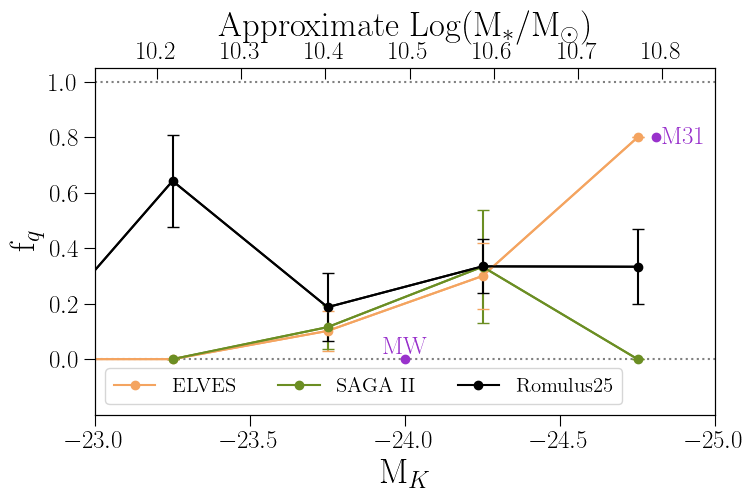 Approximate Log(M*/M⊙)
10.2 10.3 10.4 10.5 10.6 10.7 10.8
1.0
0.8
0.6
0.4
0.2
0.0
f_q
M31
MW
ELVES SAGA II Romulus25
−23.0 −23.5 −24.0 −24.5 −25.0
M_K